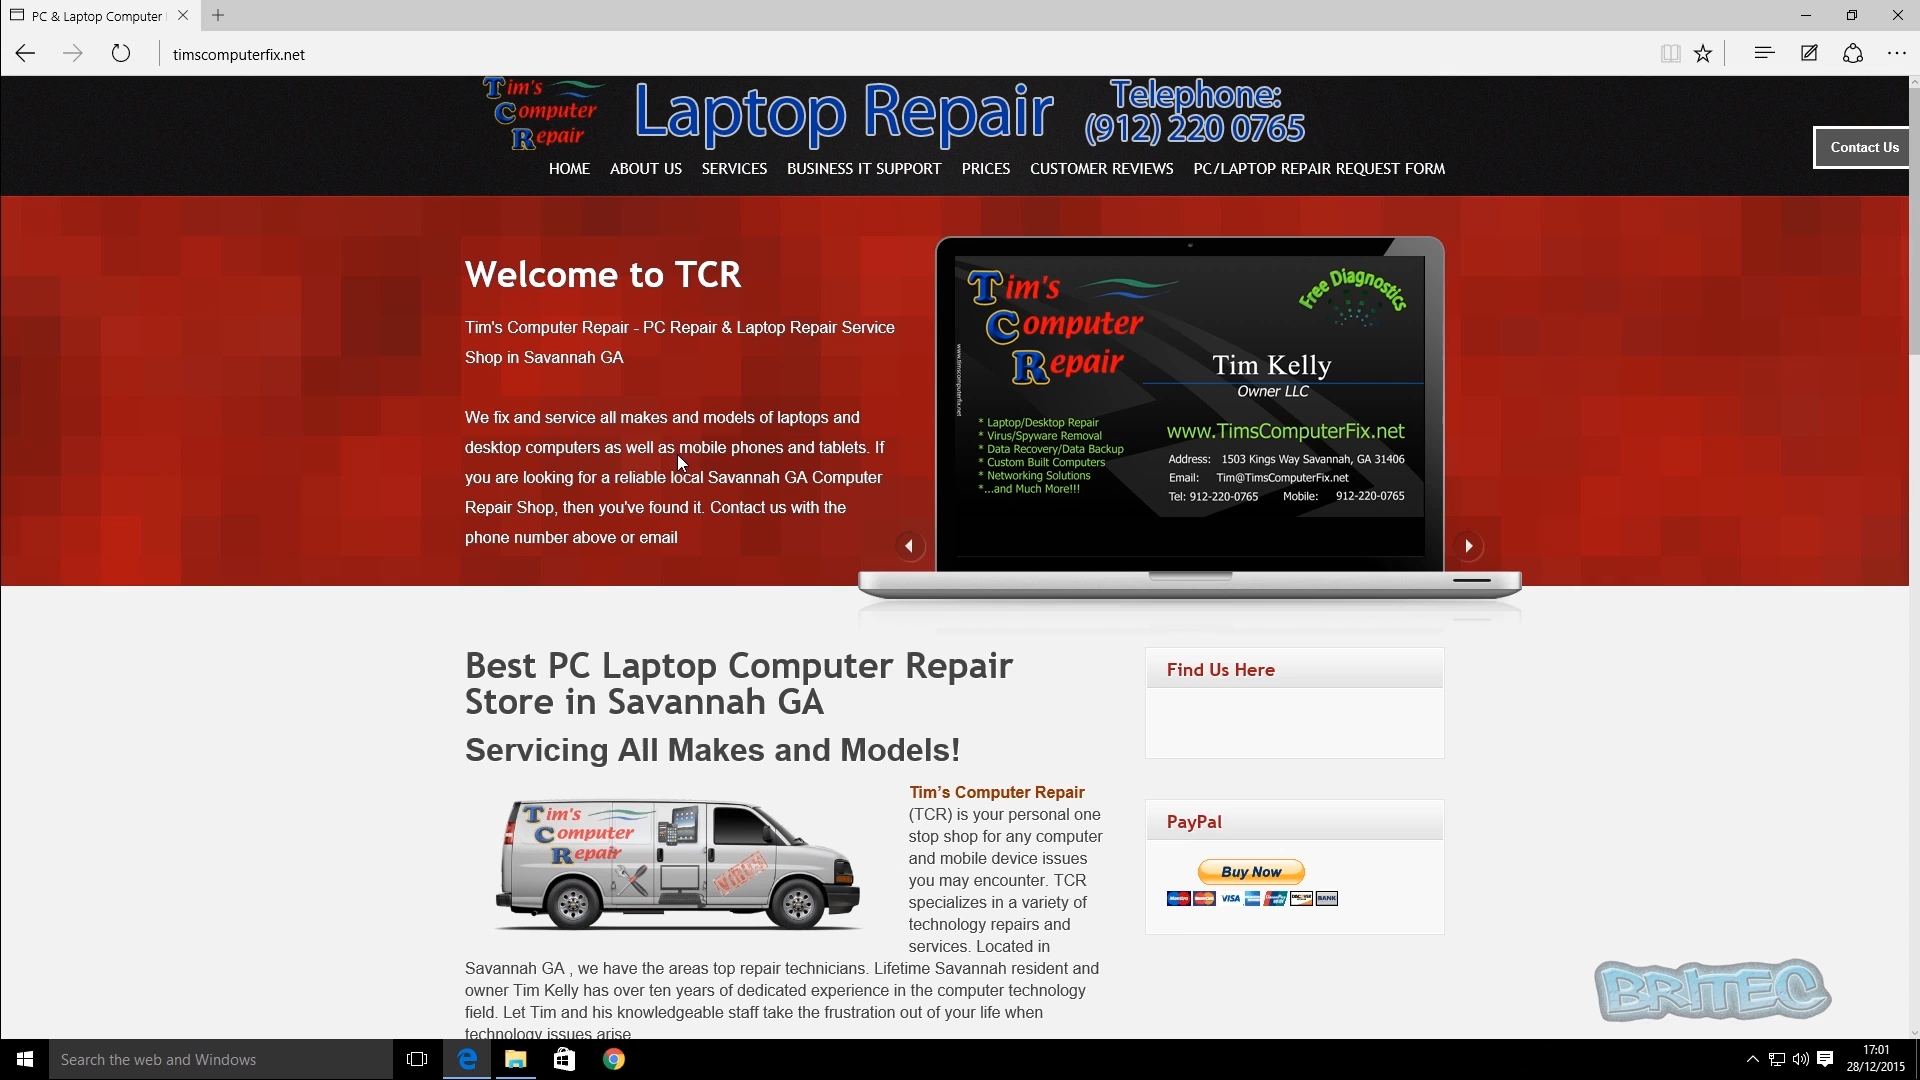 PC & Laptop Computer
timscomputerfix.net
Tim's
Computer
Repair
Laptop Repair
Telephone:
(912) 220 0765
Contact Us
HOME ABOUT US SERVICES BUSINESS IT SUPPORT PRICES CUSTOMER REVIEWS PC/LAPTOP REPAIR REQUEST FORM
Welcome to TCR
Tim's Computer Repair - PC Repair & Laptop Repair Service
Shop in Savannah GA
We fix and service all makes and models of laptops and
desktop computers as well as mobile phones and tablets. If
you are looking for a reliable local Savannah GA Computer
Repair Shop, then you've found it. Contact us with the
phone number above or email
Tim's
Computer
Repair
Free Diagnostics
www.timscomputerfix.net
Tim Kelly
Owner LLC
* Laptop/Desktop Repair
* Virus/Spyware Removal
* Data Recovery/Data Backup
* Custom Built Computers
* Networking Solutions
*...and Much More!!!
www.TimsComputerFix.net
Address: 1503 Kings Way Savannah, GA 31406
Email: Tim@TimsComputerFix.net
Tel: 912-220-0765 Mobile: 912-220-0765
Best PC Laptop Computer Repair
Store in Savannah GA
Servicing All Makes and Models!
Tim's
Computer
Repair
VIRUS
Tim’s Computer Repair
(TCR) is your personal one
stop shop for any computer
and mobile device issues
you may encounter. TCR
specializes in a variety of
technology repairs and
services. Located in
Savannah GA , we have the areas top repair technicians. Lifetime Savannah resident and
owner Tim Kelly has over ten years of dedicated experience in the computer technology
field. Let Tim and his knowledgeable staff take the frustration out of your life when
technology issues arise
Find Us Here
PayPal
Buy Now
VISA
BANK
BRITEC
Search the web and Windows
17:01
28/12/2015